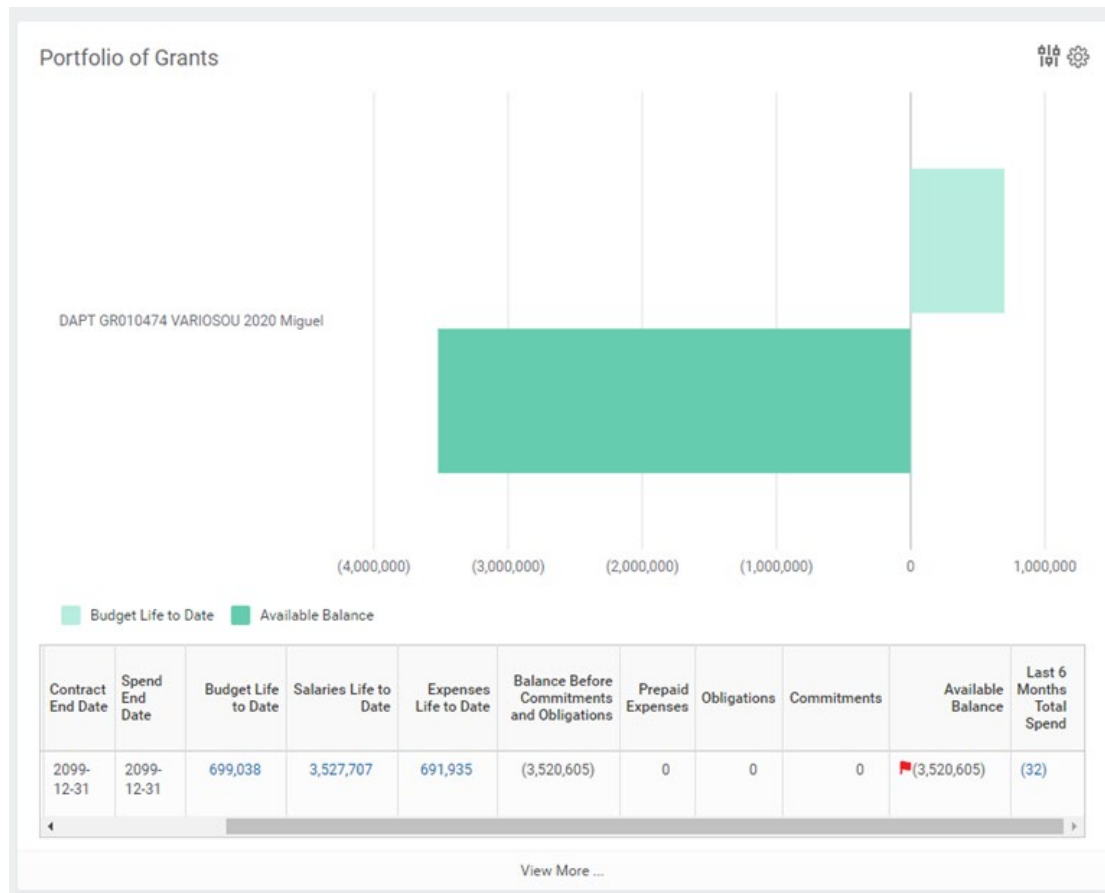 Portfolio of Grants
DAPT GR010474 VARIOSOU 2020 Miguel
(4,000,000) (3,000,000) (2,000,000) (1,000,000) 0 1,000,000
Budget Life to Date Available Balance
Contract End Date Spend End Date Budget Life to Date Salaries Life to Date Expenses Life to Date Balance Before Commitments and Obligations Prepaid Expenses Obligations Commitments Available Balance Last 6 Months Total Spend
2099-12-31 2099-12-31 699,038 3,527,707 691,935 (3,520,605) 0 0 0 (3,520,605) (32)
View More ...